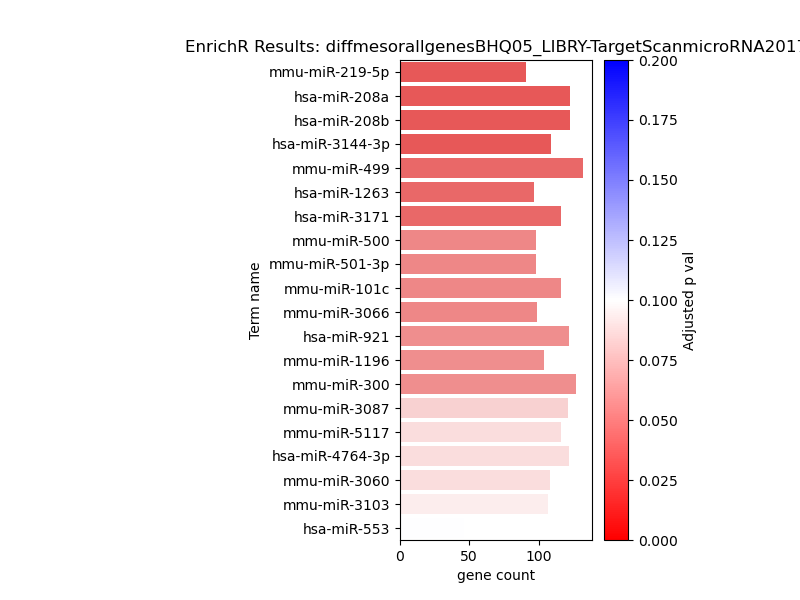 EnrichR Results: diffmesorallgenesBHQ05_LIBRY-TargetScanmicroRNA2017
mmu-miR-219-5p
hsa-miR-208a
hsa-miR-208b
hsa-miR-3144-3p
mmu-miR-499
hsa-miR-1263
hsa-miR-3171
mmu-miR-500
mmu-miR-501-3p
mmu-miR-101c
mmu-miR-3066
hsa-miR-921
mmu-miR-1196
mmu-miR-300
mmu-miR-3087
mmu-miR-5117
hsa-miR-4764-3p
mmu-miR-3060
mmu-miR-3103
hsa-miR-553
Term name
0 50 100
gene count
0.200
0.175
0.150
0.125
0.100
0.075
0.050
0.025
0.000
Adjusted p val